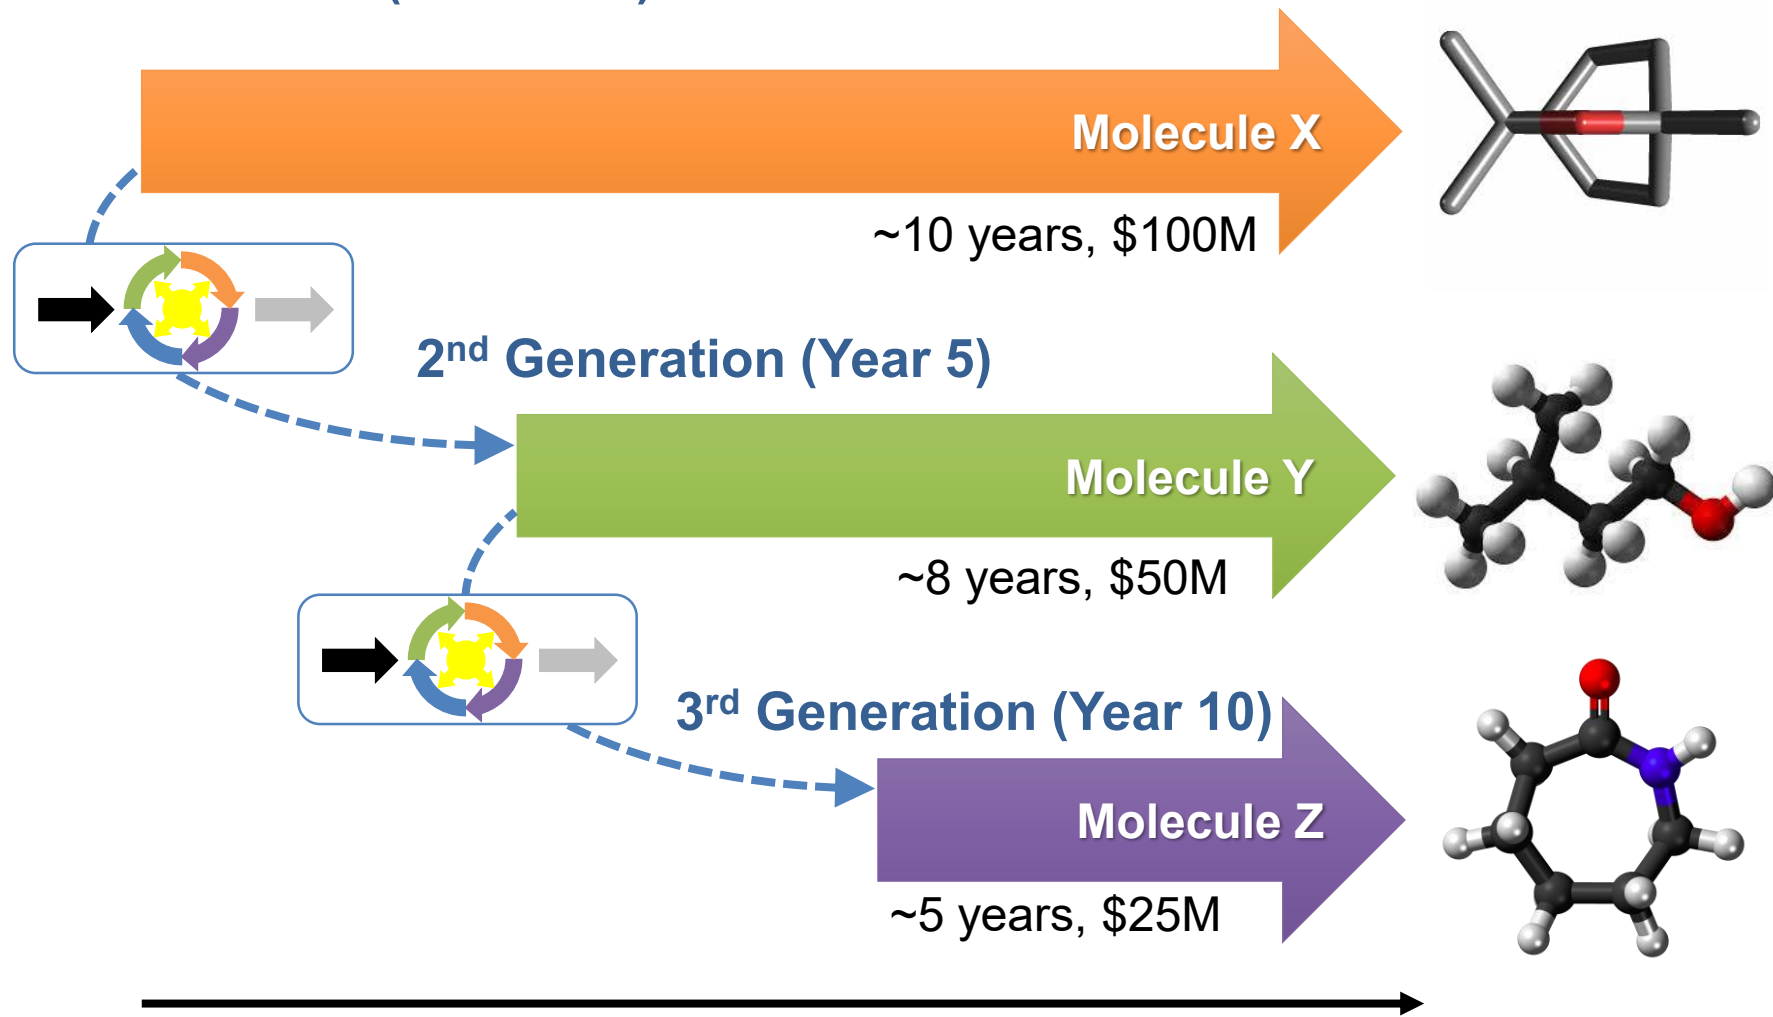 Molecule X
~10 years, $100M
2nd Generation (Year 5)
Molecule Y
~8 years, $50M
3rd Generation (Year 10)
Molecule Z
~5 years, $25M